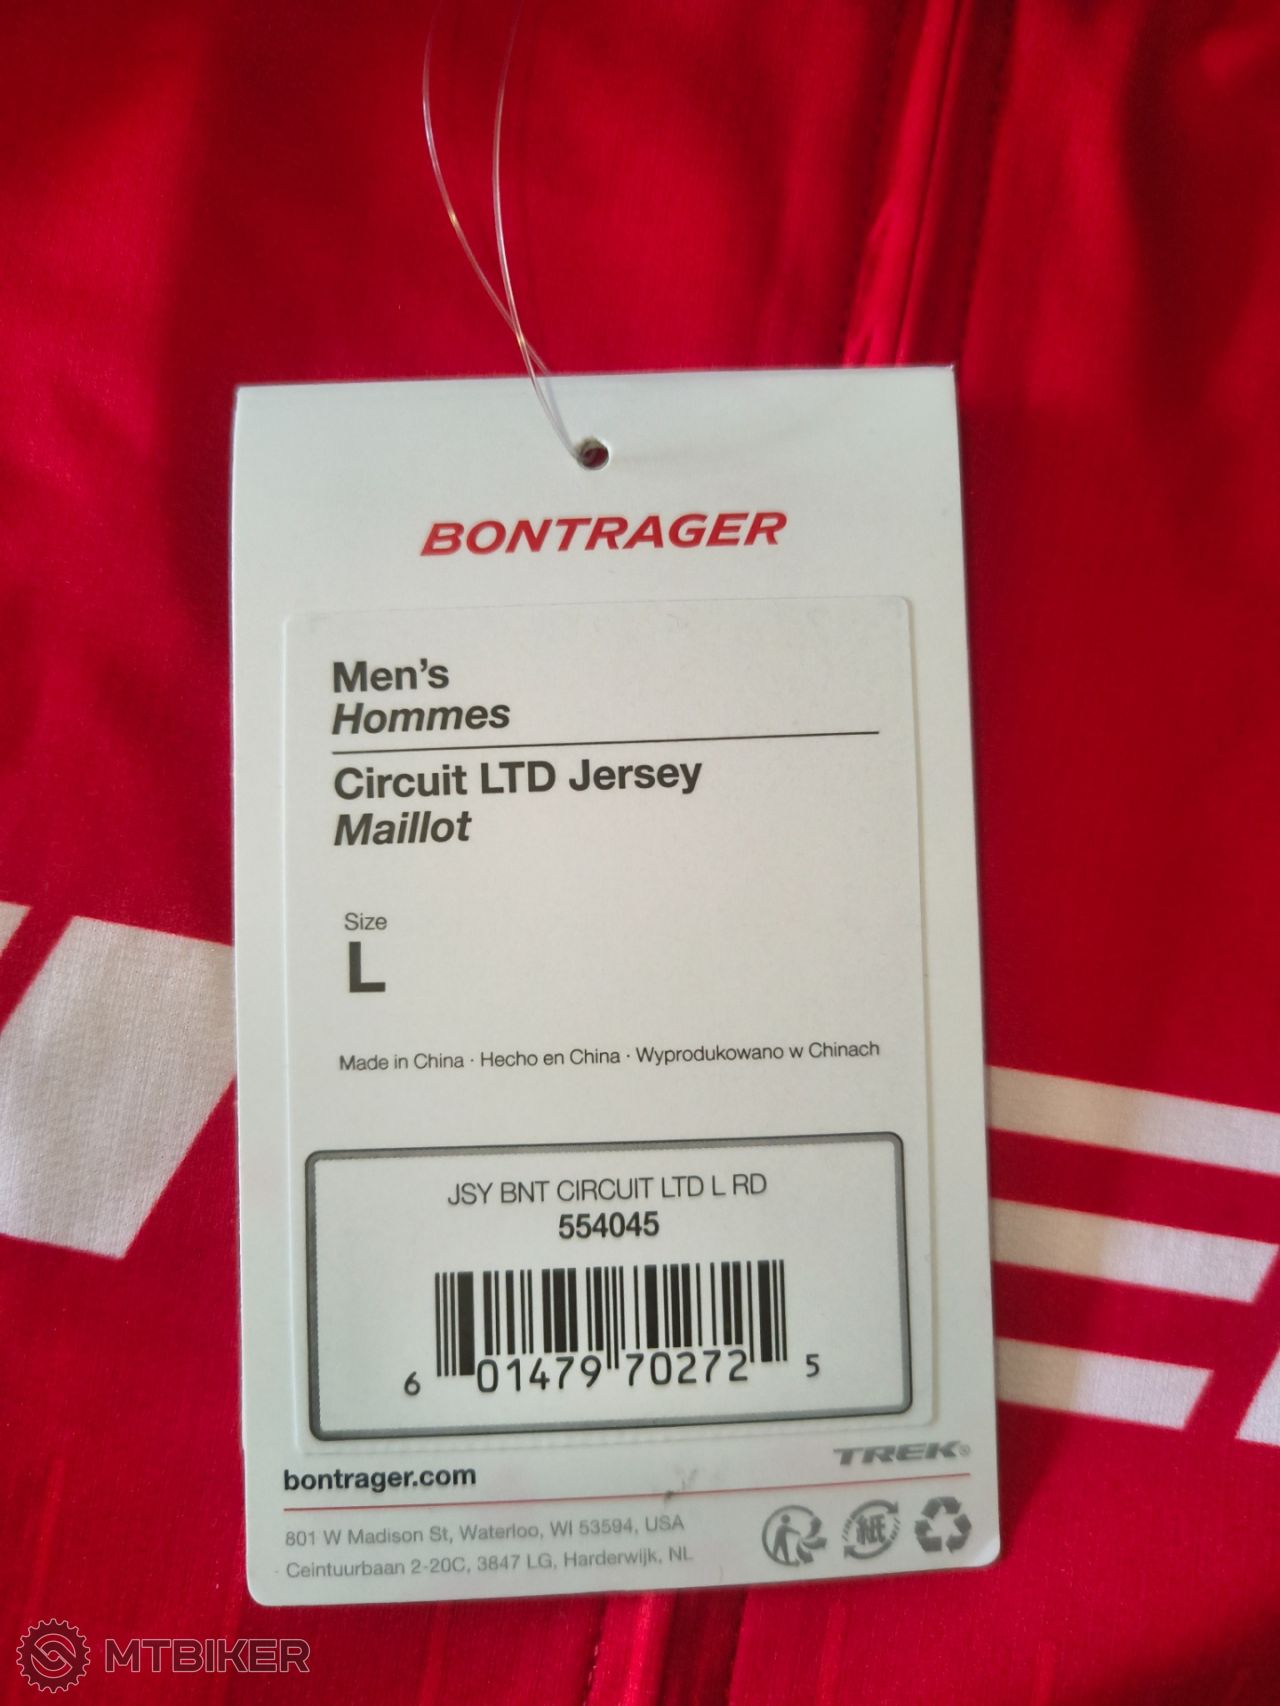 BONTRAGER
Men's
Hommes
Circuit LTD Jersey
Maillot
Size
L
Made in China · Hecho en China · Wyprodukowano w Chinach
JSY BNT CIRCUIT LTD L RD
554045
6 01479 70272 5
TREK®
bontrager.com
801 W Madison St, Waterloo, WI 53594, USA
Ceintuurbaan 2-20C, 3847 LG, Harderwijk, NL
紙
MTBIKER